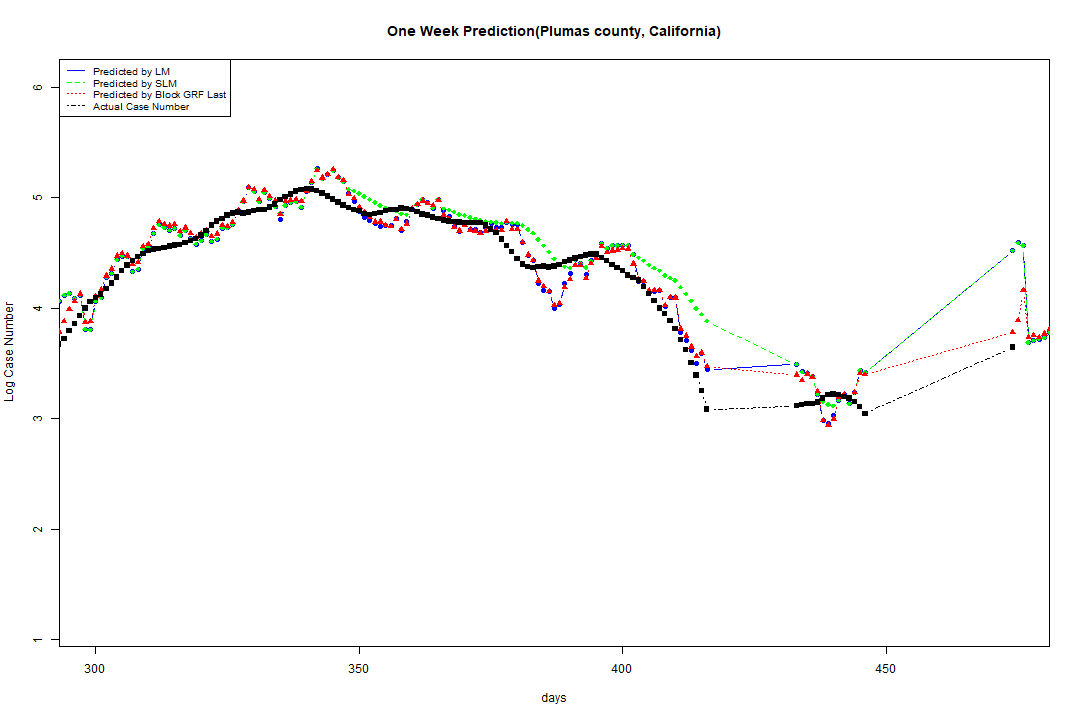 One Week Prediction(Plumas county, California)
Predicted by LM
Predicted by SLM
Predicted by Block GRF Last
Actual Case Number
6
5
4
3
2
1
Log Case Number
300 350 400 450
days